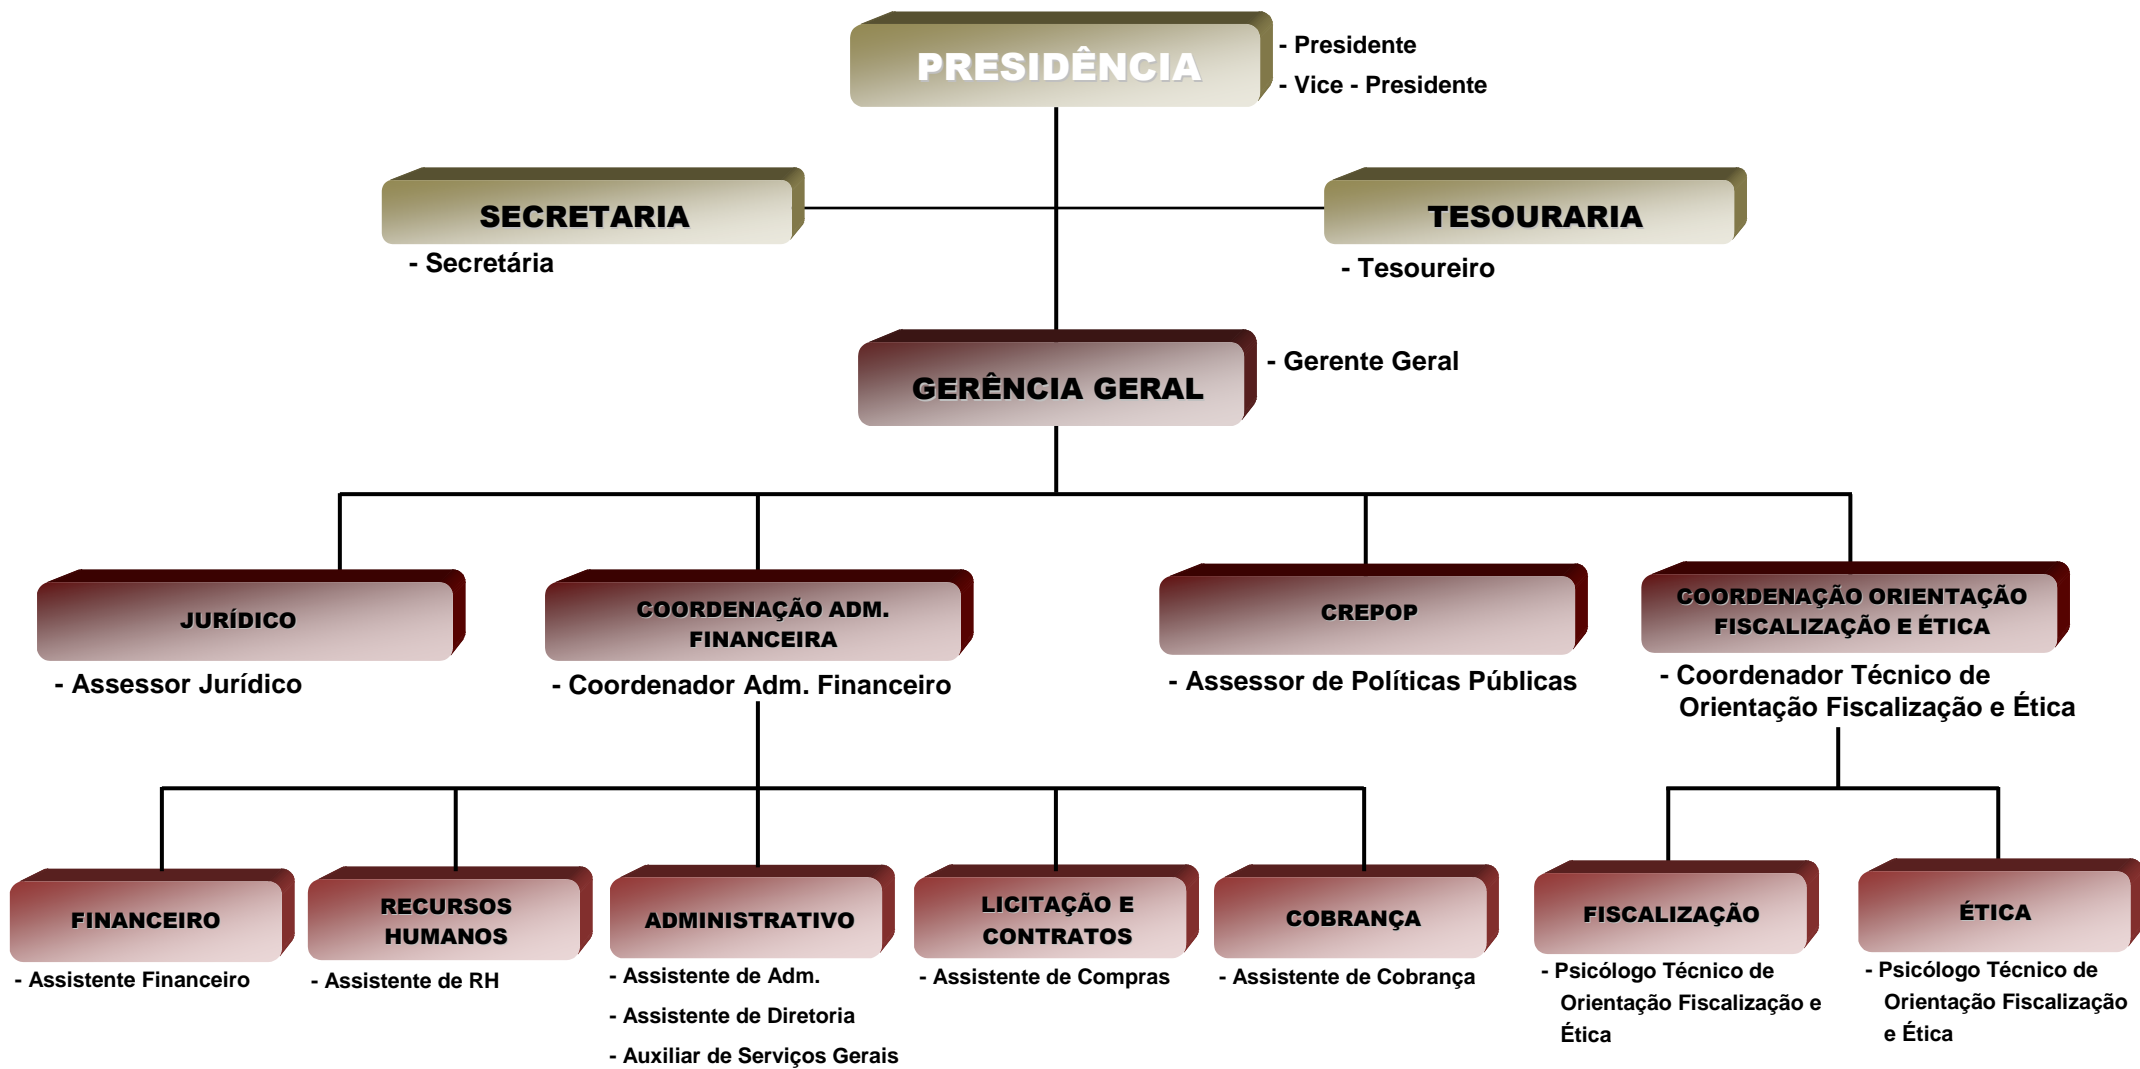 PRESIDÊNCIA
- Presidente
- Vice - Presidente
SECRETARIA
- Secretária
TESOURARIA
- Tesoureiro
GERÊNCIA GERAL
- Gerente Geral
JURÍDICO
- Assessor Jurídico
COORDENAÇÃO ADM.
FINANCEIRA
- Coordenador Adm. Financeiro
CREPOP
- Assessor de Políticas Públicas
COORDENAÇÃO ORIENTAÇÃO
FISCALIZAÇÃO E ÉTICA
- Coordenador Técnico de
Orientação Fiscalização e Ética
FINANCEIRO
- Assistente Financeiro
RECURSOS
HUMANOS
- Assistente de RH
ADMINISTRATIVO
- Assistente de Adm.
- Assistente de Diretoria
- Auxiliar de Serviços Gerais
LICITAÇÃO E
CONTRATOS
- Assistente de Compras
COBRANÇA
- Assistente de Cobrança
FISCALIZAÇÃO
- Psicólogo Técnico de
Orientação Fiscalização e
Ética
ÉTICA
- Psicólogo Técnico de
Orientação Fiscalização
e Ética